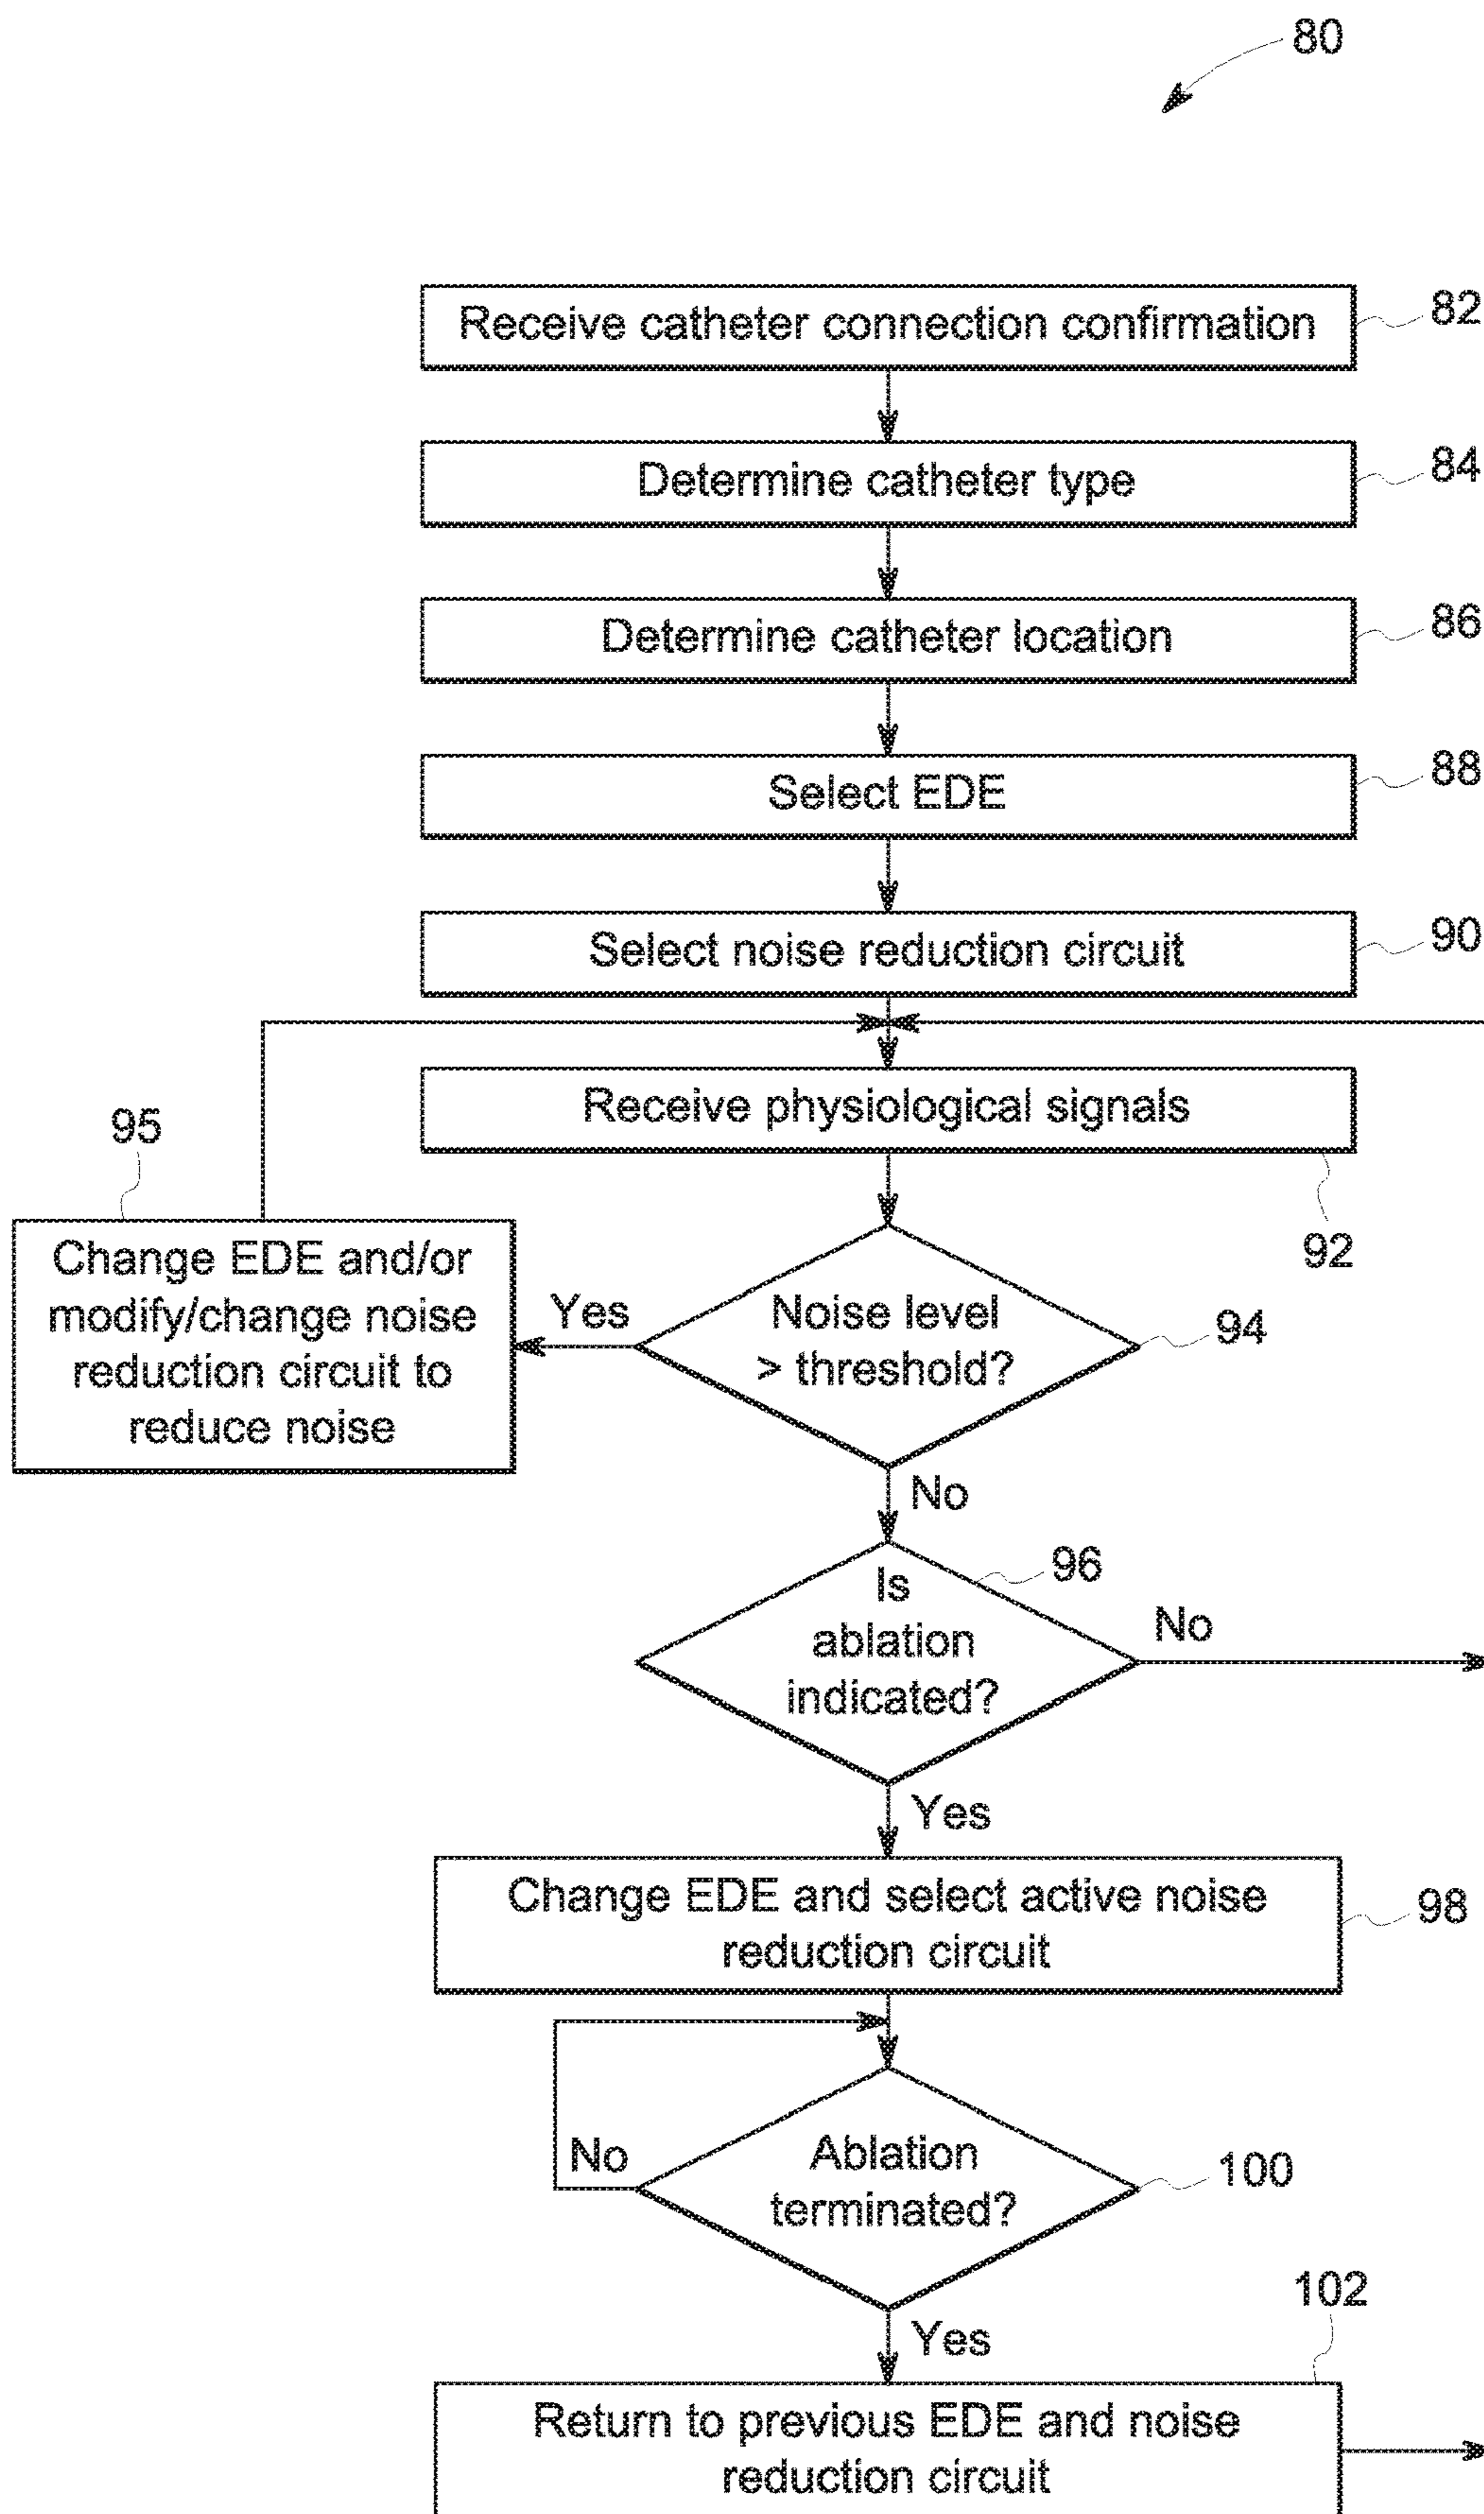 80
Receive catheter connection confirmation
82
Determine catheter type
84
Determine catheter location
86
Select EDE
88
Select noise reduction circuit
90
Receive physiological signals
92
95
Change EDE and/or
modify/change noise
reduction circuit to
reduce noise
Yes
Noise level
> threshold?
94
No
Is
ablation
indicated?
96
No
Yes
Change EDE and select active noise
reduction circuit
98
No
Ablation
terminated?
100
Yes
102
Return to previous EDE and noise
reduction circuit